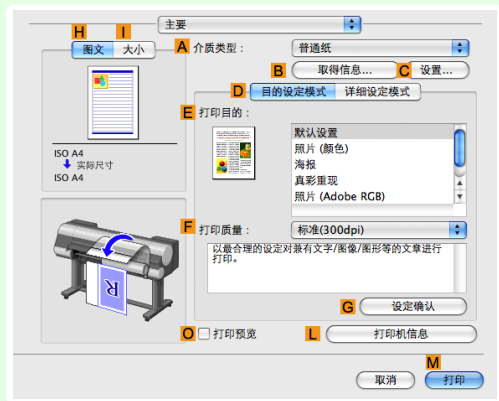 主要
H I
图文 大小
A 介质类型： 普通纸
B 取得信息... C 设置...
D 目的设定模式 详细设定模式
E 打印目的：
默认设置
照片 (颜色)
海报
真彩重现
照片 (Adobe RGB)
ISO A4
实际尺寸
ISO A4
F 打印质量： 标准(300dpi)
以最合理的设定对兼有文字/图像/图形等的文章进行
打印。
R
G 设定确认
O 打印预览 L 打印机信息
M
取消 打印